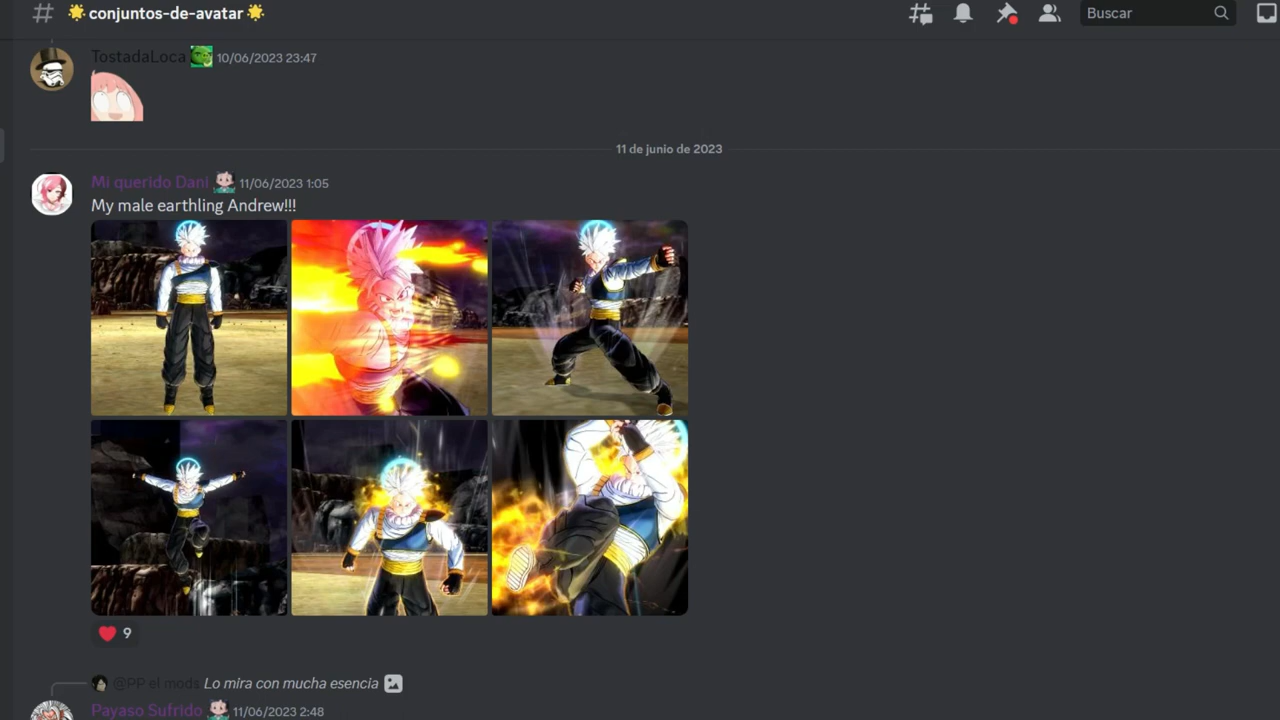 conjuntos-de-avatar
Buscar
TostadaLoca 10/06/2023 23:47
11 de junio de 2023
Mi querido Dani 11/06/2023 1:05
My male earthling Andrew!!!
9
@PP el mods Lo mira con mucha esencia
Payaso Sufrido 11/06/2023 2:48